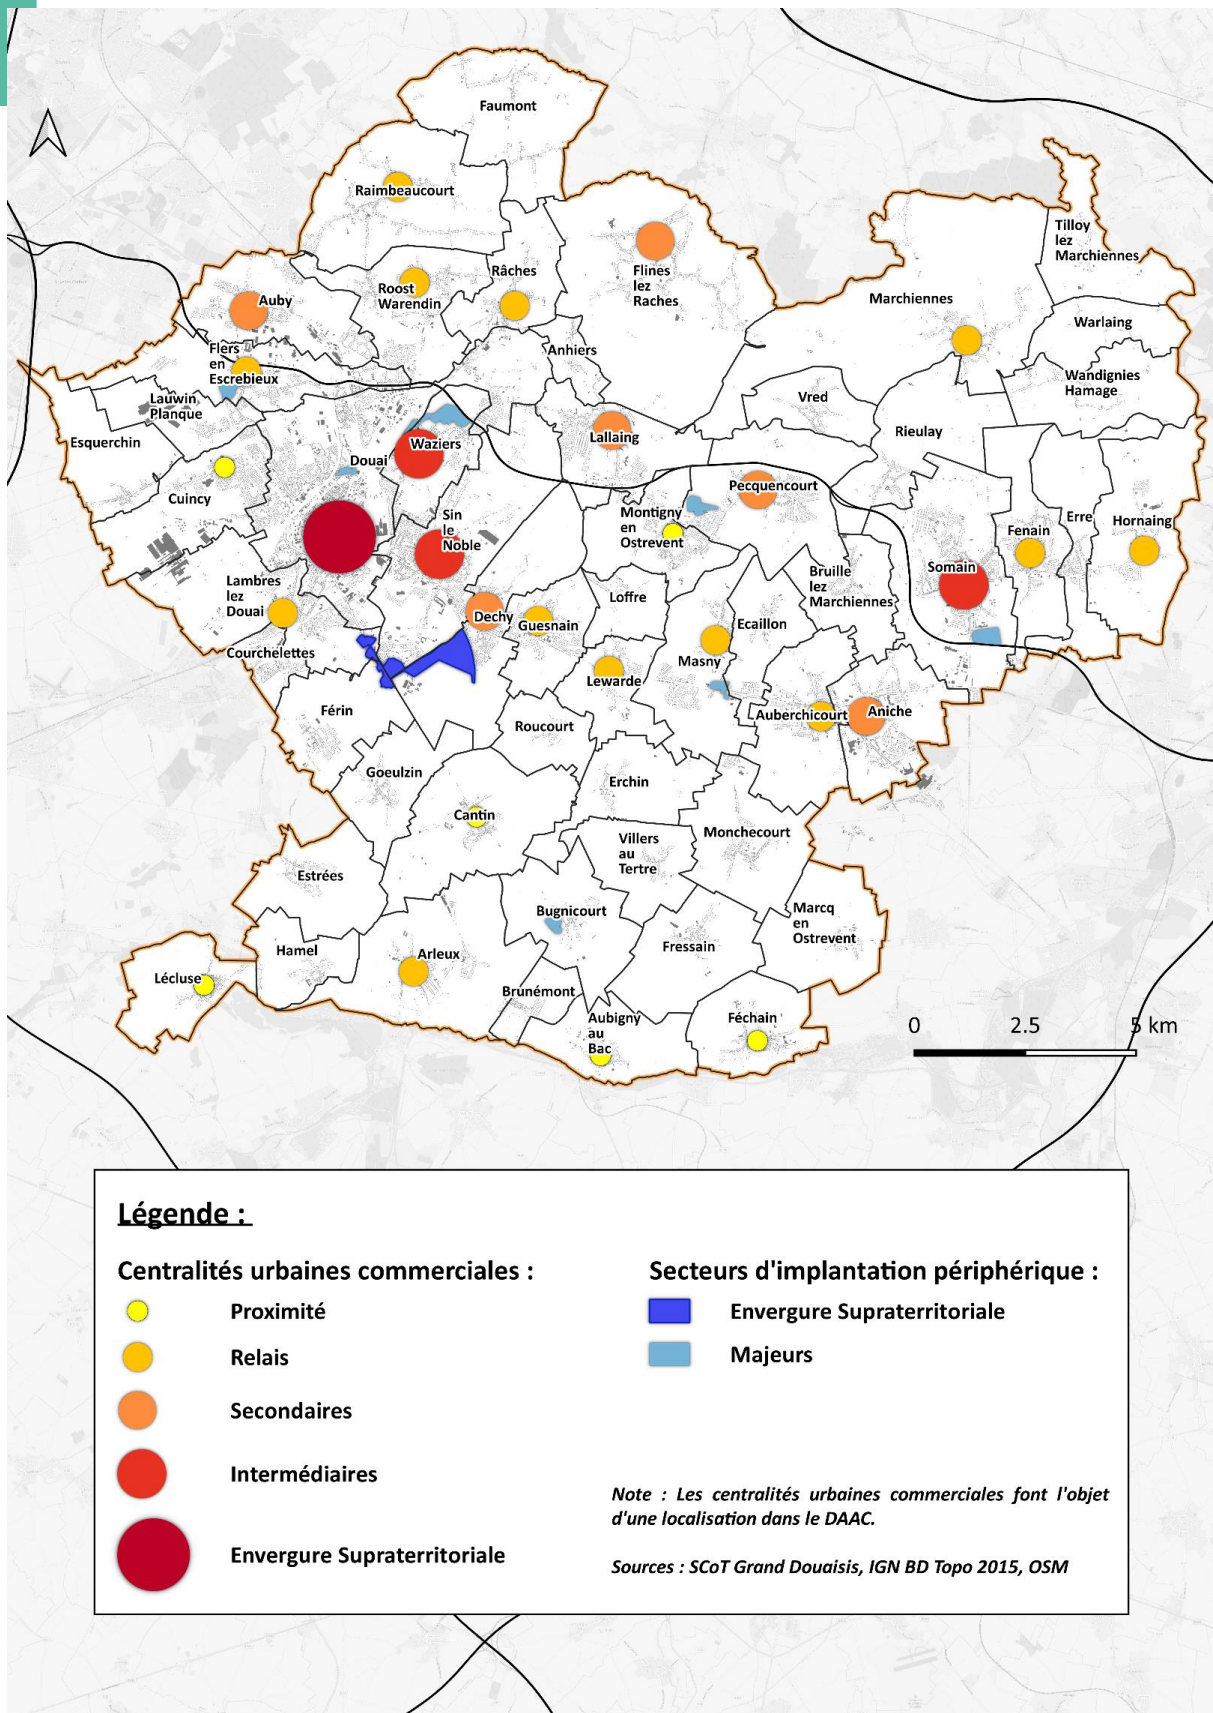 Faumont
Raimbeaucourt
Tilloy
lez
Marchiennes
Râches
Flines
lez
Raches
Roost
Warendin
Auby
Marchiennes
Warlaing
Anhiers
Flers
en
Escrebieux
Wandignies
Hamage
Lauwin
Planque
Vred
Esquerchin
Lallaing
Rieulay
Waziers
Douai
Cuincy
Pecquencourt
Sin
le
Noble
Montigny
en
Ostrevent
Erre
Hornaing
Fenain
Somain
Bruille
lez
Marchiennes
Lambres
lez
Douai
Loffre
Dechy
Guesnain
Ecaillon
Courchelettes
Masny
Lewarde
Férin
Auberchicourt
Aniche
Roucourt
Goeulzin
Erchin
Cantin
Monchecourt
Villers
au
Tertre
Estrées
Bugnicourt
Marcq
en
Ostrevent
Fressain
Hamel
Arleux
Lécluse
Brunémont
Aubigny
au
Bac
Féchain
0 2.5 5 km
Légende :
Centralités urbaines commerciales :
Proximité
Relais
Secondaires
Intermédiaires
Envergure Supraterritoriale
Secteurs d'implantation périphérique :
Envergure Supraterritoriale
Majeurs
Note : Les centralités urbaines commerciales font l'objet
d'une localisation dans le DAAC.
Sources : SCoT Grand Douaisis, IGN BD Topo 2015, OSM